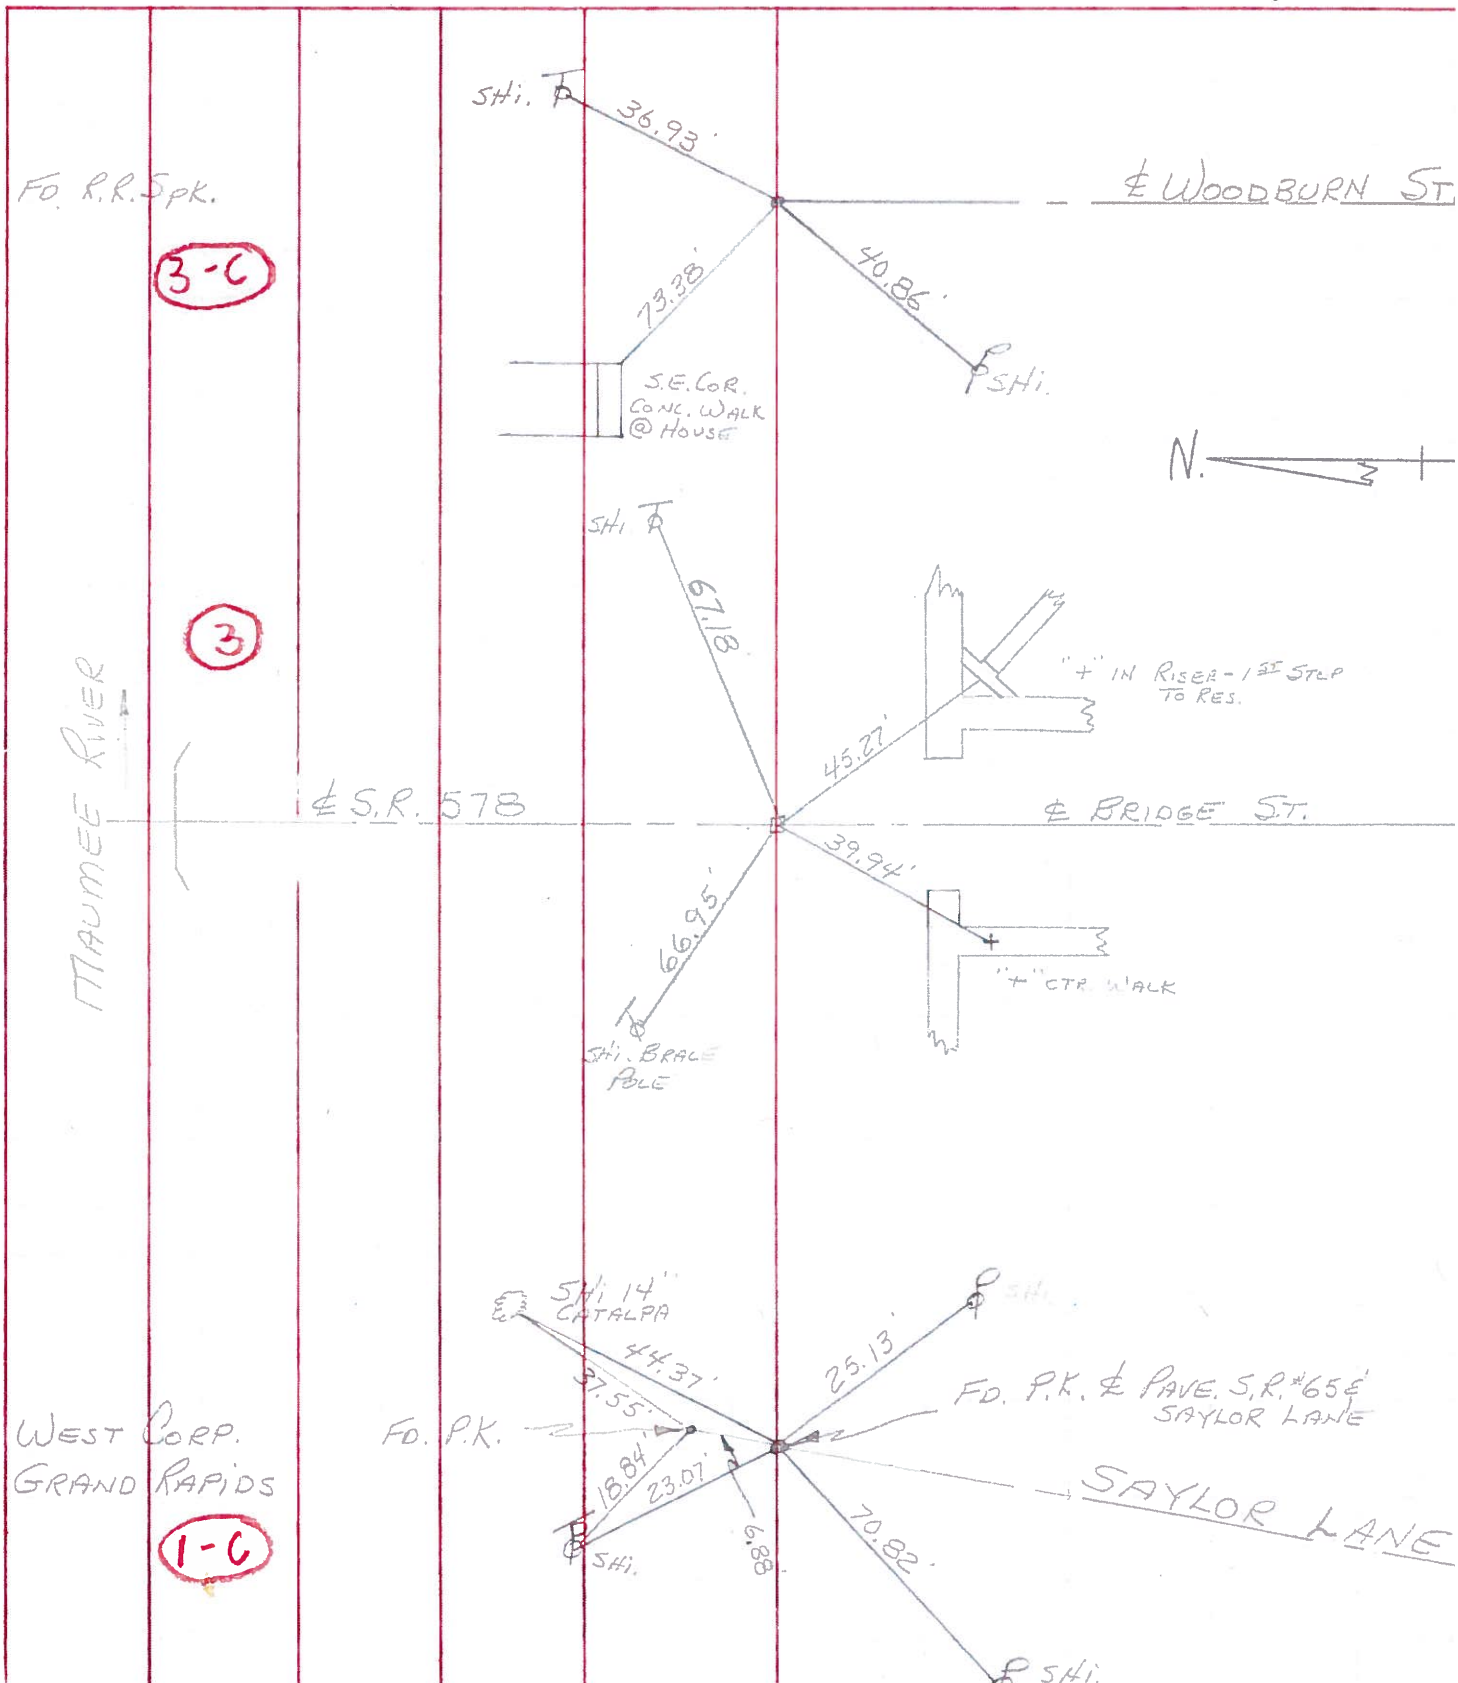 SHi.
36.93'
FD. R.R. SPK.
℄ WOODBURN ST
3-C
73.38'
40.86'
SHi.
S.E. COR.
CONC. WALK
@ HOUSE
N.
SHi
67.18'
3
"+" IN RISER - 1ST STEP
TO RES.
MAUMEE RIVER
45.27'
℄ S.R. 578
℄ BRIDGE ST.
39.94'
66.95'
"+" CTR. WALK
SHi. BRACE
POLE
SHi 14"
CATALPA
SHi
44.37'
25.13'
37.55'
FD. P.K. ℄ PAVE. S.R. #65 &
SAYLOR LANE
WEST CORP.
GRAND RAPIDS
FD. P.K.
18.84'
23.07'
6.88
SAYLOR LANE
70.82'
1-C
SHi.
SHi.